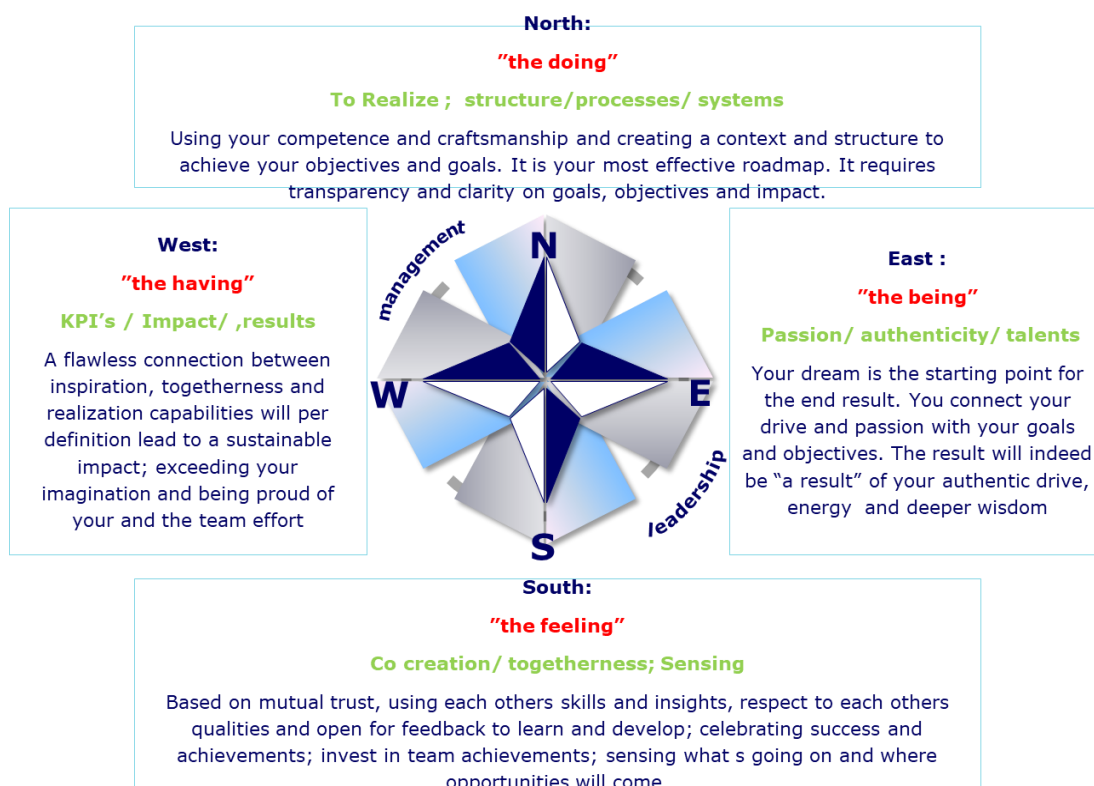 North:
”the doing”
To Realize ;  structure/processes/ systems
Using your competence and craftsmanship and creating a context and structure to
achieve your objectives and goals. It is your most effective roadmap. It requires
transparency and clarity on goals, objectives and impact.
West:
”the having”
KPI’s / Impact/ ,results
A flawless connection between
inspiration, togetherness and
realization capabilities will per
definition lead to a sustainable
impact; exceeding your
imagination and being proud of
your and the team effort
management
N
W
E
S
leadership
East :
”the being”
Passion/ authenticity/ talents
Your dream is the starting point for
the end result. You connect your
drive and passion with your goals
and objectives. The result will indeed
be “a result” of your authentic drive,
energy  and deeper wisdom
South:
”the feeling”
Co creation/ togetherness; Sensing
Based on mutual trust, using each others skills and insights, respect to each others
qualities and open for feedback to learn and develop; celebrating success and
achievements; invest in team achievements; sensing what s going on and where
opportunities will come